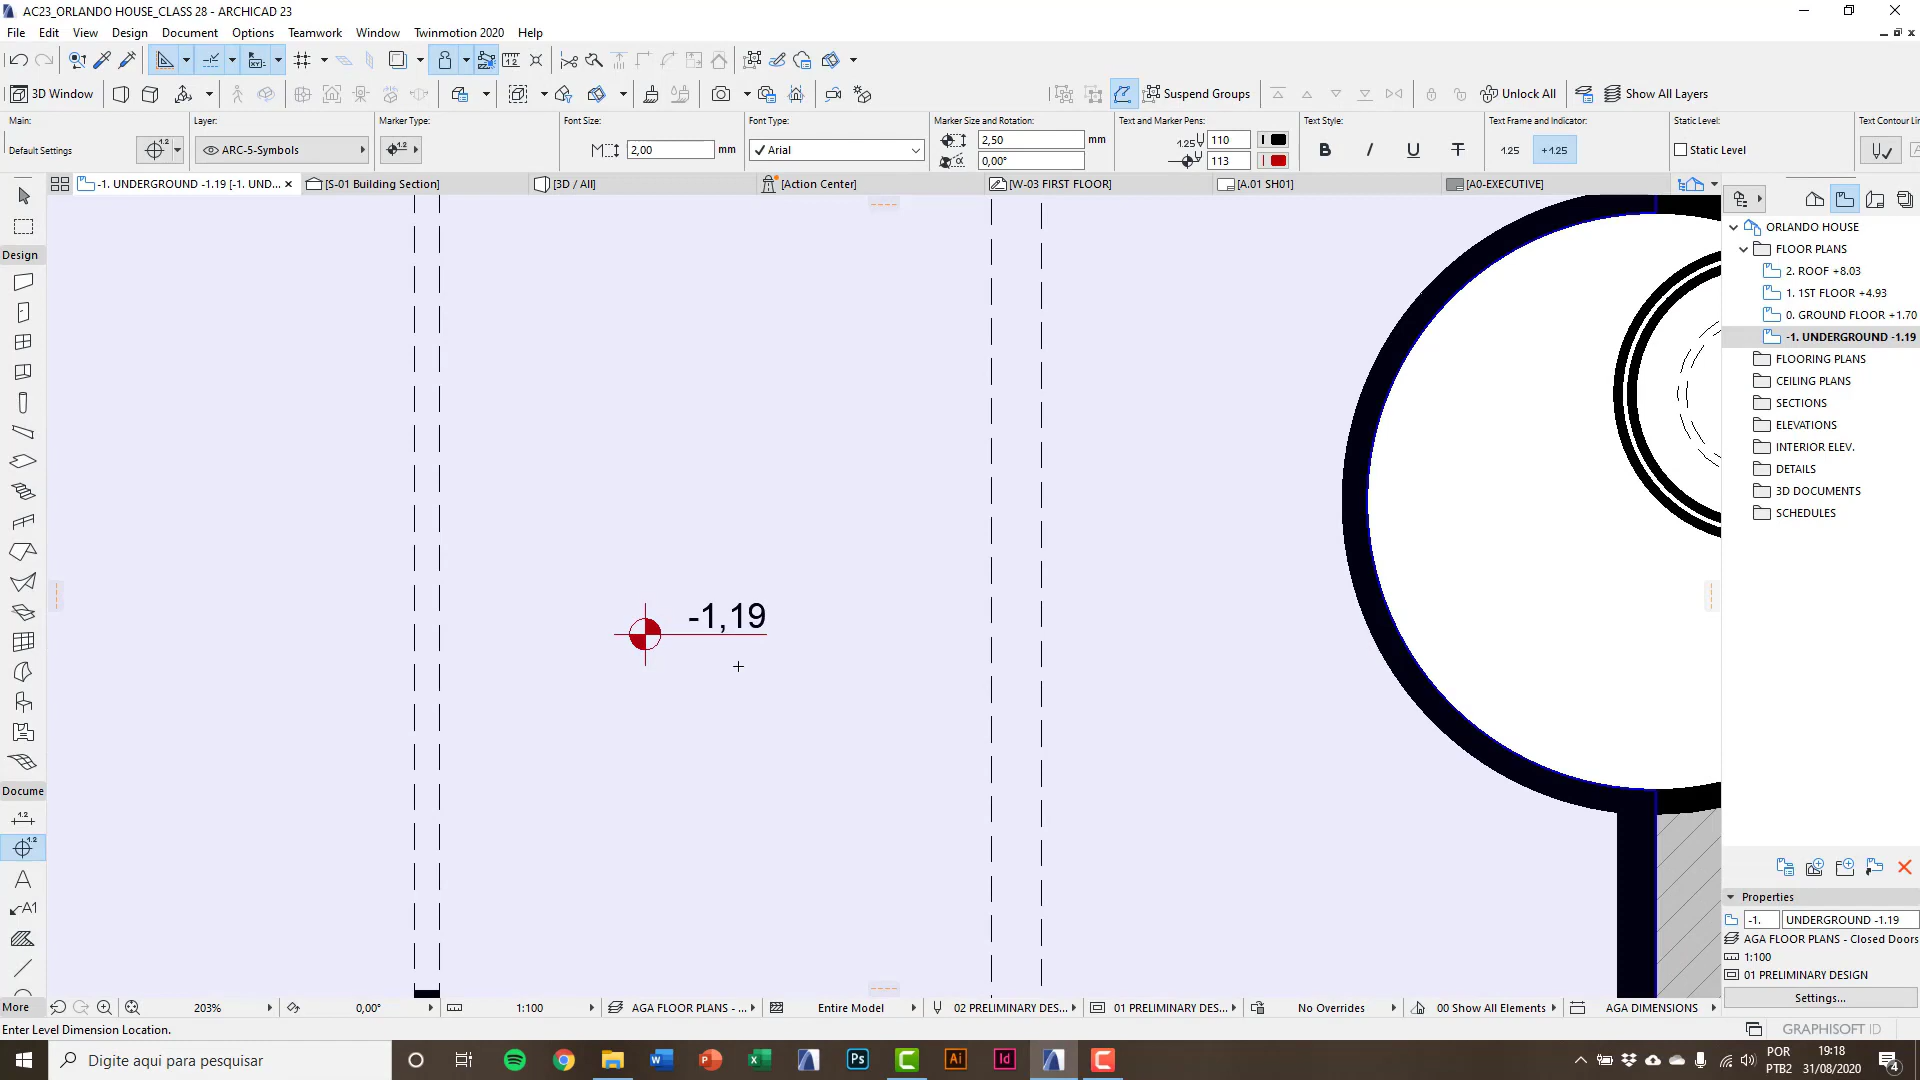 AC23_ORLANDO HOUSE_CLASS 28 - ARCHICAD 23
File Edit View Design Document Options Teamwork Window Twinmotion 2020 Help
3D Window
Suspend Groups
Unlock All
Show All Layers
Main:
Default Settings
Layer:
ARC-5-Symbols
Marker Type:
Font Size:
2,00 mm
Font Type:
Arial
Marker Size and Rotation:
2,50 mm
0,00°
Text and Marker Pens:
110
113
Text Style:
B I U T
Text Frame and Indicator:
1.25 +1.25
Static Level:
Static Level
-1. UNDERGROUND -1.19 [-1. UND...
[S-01 Building Section]
[3D / All]
[Action Center]
[W-03 FIRST FLOOR]
[A.01 SH01]
[A0-EXECUTIVE]
Design
Docume
More
-1,19
ORLANDO HOUSE
FLOOR PLANS
2. ROOF +8.03
1. 1ST FLOOR +4.93
0. GROUND FLOOR +1.70
-1. UNDERGROUND -1.19
FLOORING PLANS
CEILING PLANS
SECTIONS
ELEVATIONS
INTERIOR ELEV.
DETAILS
3D DOCUMENTS
SCHEDULES
Properties
-1. UNDERGROUND -1.19
AGA FLOOR PLANS - Closed Doors
1:100
01 PRELIMINARY DESIGN
Settings...
203%
0,00°
1:100
AGA FLOOR PLANS - ...
Entire Model
02 PRELIMINARY DES...
01 PRELIMINARY DES...
No Overrides
00 Show All Elements
AGA DIMENSIONS
Enter Level Dimension Location.
GRAPHISOFT ID
Digite aqui para pesquisar
POR
PTB2
19:18
31/08/2020
4